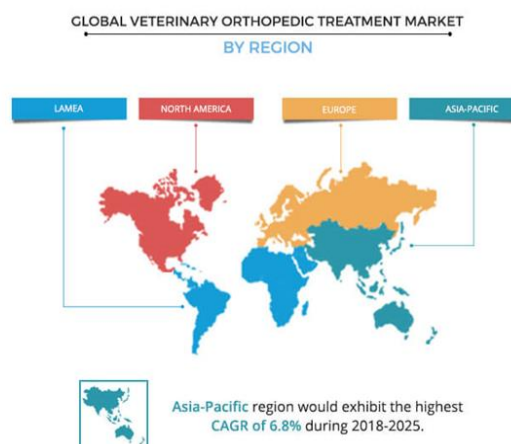 GLOBAL VETERINARY ORTHOPEDIC TREATMENT MARKET
BY REGION
LAMEA
NORTH AMERICA
EUROPE
ASIA-PACIFIC
Asia-Pacific region would exhibit the highest
CAGR of 6.8% during 2018-2025.